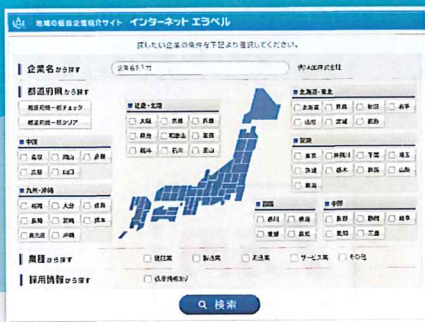 地域の優良企業紹介サイト インターネット エラベル
探したい企業の条件を下記より選択してください。
企業名から探す
企業名を入力
例）A社株式会社
都道府県から探す
都道府県一括チェック
都道府県一括クリア
近畿・北陸
大阪 京都 兵庫
奈良 和歌山 滋賀
福井 石川 富山
北海道・東北
北海道 青森 秋田 岩手
山形 宮城 福島
中国
鳥取 岡山 島根
広島 山口
関東
東京 神奈川 千葉 埼玉
茨城 栃木 群馬 山梨
新潟
九州・沖縄
福岡 大分 佐賀
長崎 宮崎 熊本
鹿児島 沖縄
四国
香川 徳島
愛媛 高知
中部
長野 静岡 岐阜
愛知 三重
業種から探す
建設業 製造業 運送業 サービス業 その他
採用情報から探す
採用情報あり
検索